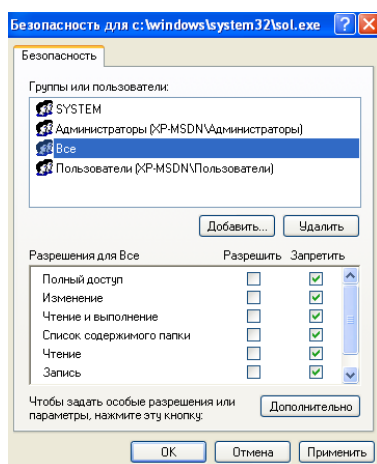 Безопасность для c:\windows\system32\sol.exe
Безопасность
Группы или пользователи:
SYSTEM
Администраторы (XP-MSDN\Администраторы)
Все
Пользователи (XP-MSDN\Пользователи)
Добавить... Удалить
Разрешения для Все Разрешить Запретить
Полный доступ
Изменение
Чтение и выполнение
Список содержимого папки
Чтение
Запись
Чтобы задать особые разрешения или
параметры, нажмите эту кнопку:
Дополнительно
OK Отмена Применить